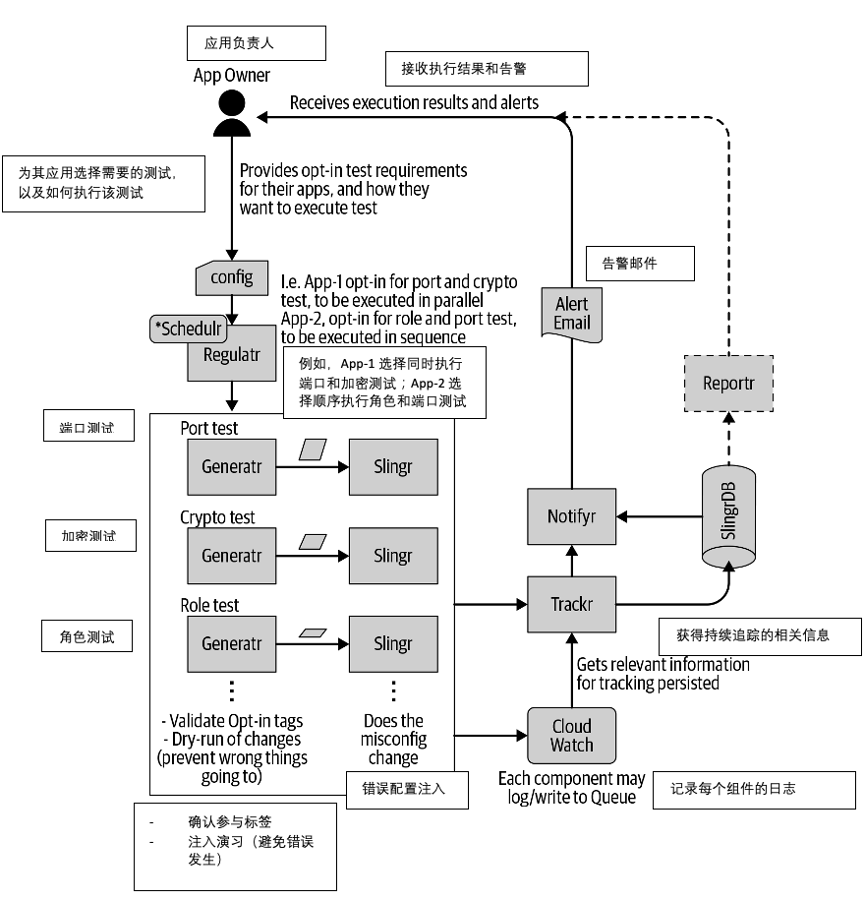 应用负责人
App Owner
接收执行结果和告警
Receives execution results and alerts
为其应用选择需要的测试，
以及如何执行该测试
Provides opt-in test requirements
for their apps, and how they
want to execute test
config
I.e. App-1 opt-in for port and crypto
test, to be executed in parallel
App-2, opt-in for role and port test,
to be executed in sequence
*Schedulr
Regulatr
例如，App-1 选择同时执行
端口和加密测试；App-2 选
择顺序执行角色和端口测试
告警邮件
Alert
Email
Reportr
端口测试
Port test
Generatr
Slingr
加密测试
Crypto test
Generatr
Slingr
角色测试
Role test
Generatr
Slingr
- Validate Opt-in tags
- Dry-run of changes
(prevent wrong things
going to)
Does the
misconfig
change
错误配置注入
- 确认参与标签
- 注入演习（避免错误
发生）
Notifyr
SlingrDB
Trackr
获得持续追踪的相关信息
Gets relevant information
for tracking persisted
Cloud
Watch
Each component may
log/write to Queue
记录每个组件的日志